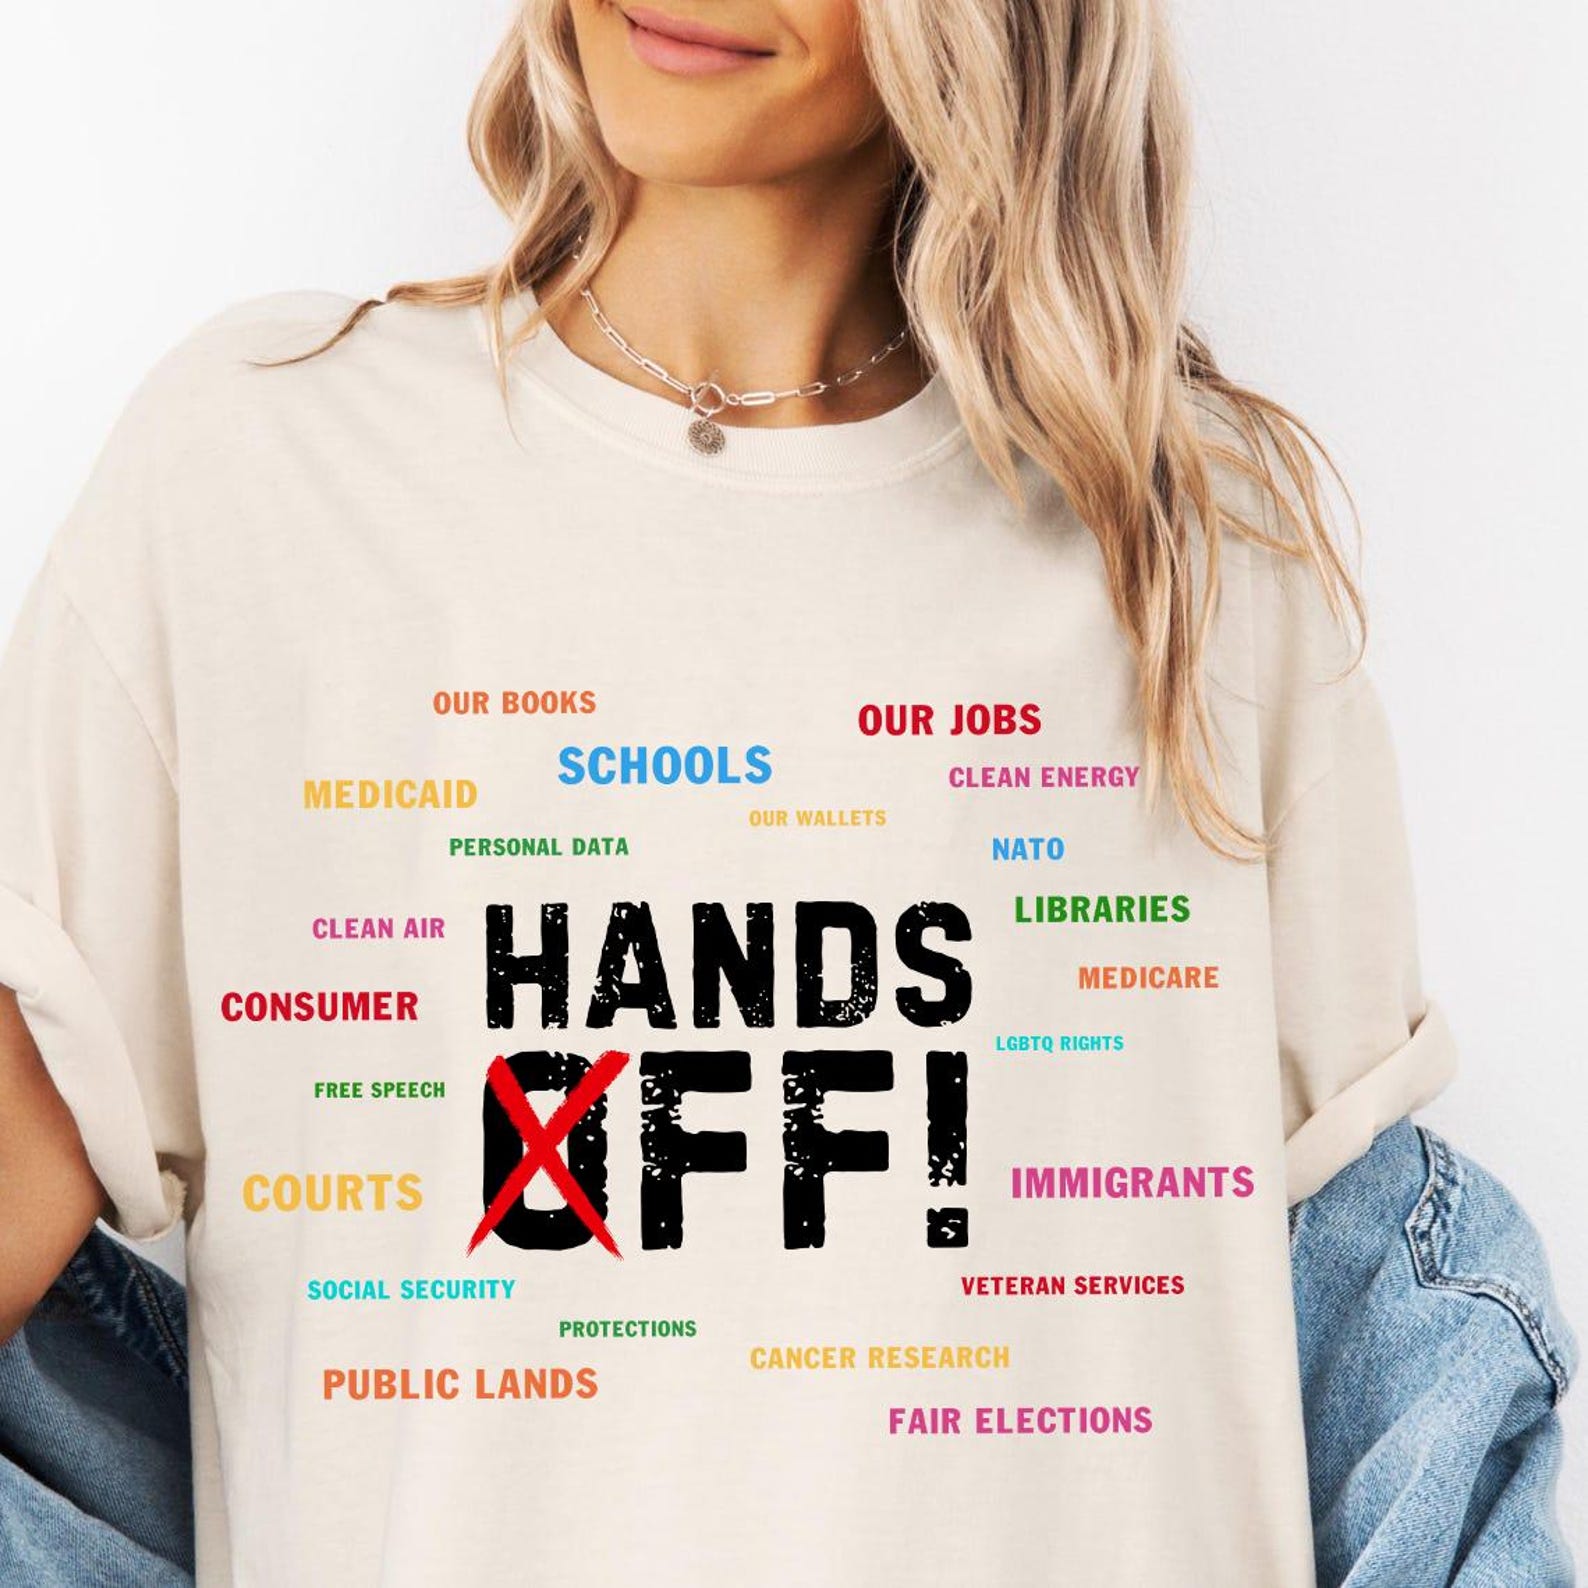 OUR BOOKS
OUR JOBS
SCHOOLS
CLEAN ENERGY
MEDICAID
OUR WALLETS
PERSONAL DATA
NATO
HANDS
LIBRARIES
CLEAN AIR
MEDICARE
CONSUMER
LGBTQ RIGHTS
OFF!
FREE SPEECH
IMMIGRANTS
COURTS
SOCIAL SECURITY
VETERAN SERVICES
PROTECTIONS
CANCER RESEARCH
PUBLIC LANDS
FAIR ELECTIONS